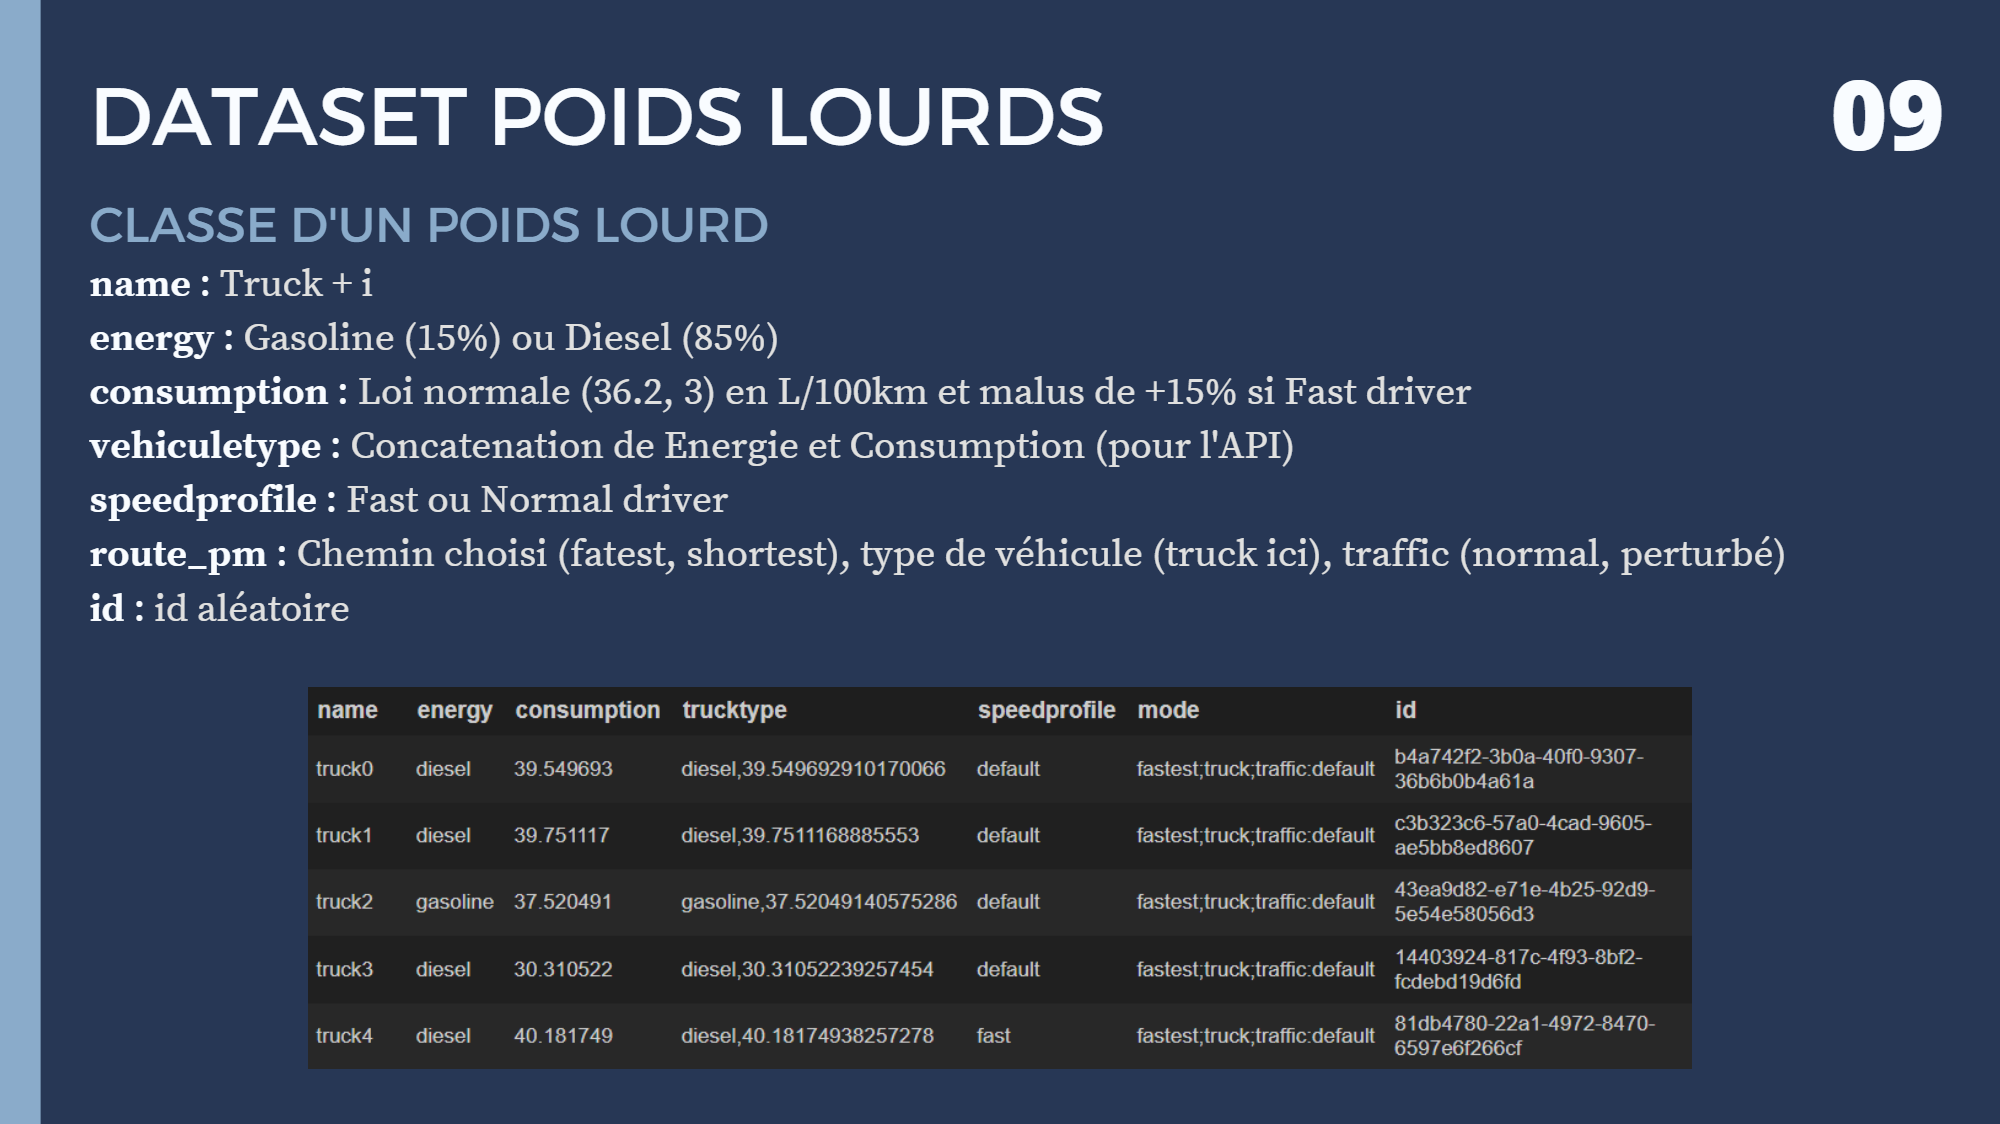 DATASET POIDS LOURDS
09
CLASSE D'UN POIDS LOURD
name : Truck + i
energy : Gasoline (15%) ou Diesel (85%)
consumption : Loi normale (36.2, 3) en L/100km et malus de +15% si Fast driver
vehiculetype : Concatenation de Energie et Consumption (pour l'API)
speedprofile : Fast ou Normal driver
route_pm : Chemin choisi (fatest, shortest), type de véhicule (truck ici), traffic (normal, perturbé)
id : id aléatoire
name energy consumption trucktype speedprofile mode id
truck0 diesel 39.549693 diesel,39.549692910170066 default fastest;truck;traffic:default b4a742f2-3b0a-40f0-9307-
36b6b0b4a61a
truck1 diesel 39.751117 diesel,39.7511168885553 default fastest;truck;traffic:default c3b323c6-57a0-4cad-9605-
ae5bb8ed8607
truck2 gasoline 37.520491 gasoline,37.52049140575286 default fastest;truck;traffic:default 43ea9d82-e71e-4b25-92d9-
5e54e58056d3
truck3 diesel 30.310522 diesel,30.31052239257454 default fastest;truck;traffic:default 14403924-817c-4f93-8bf2-
fcdebd19d6fd
truck4 diesel 40.181749 diesel,40.18174938257278 fast fastest;truck;traffic:default 81db4780-22a1-4972-8470-
6597e6f266cf